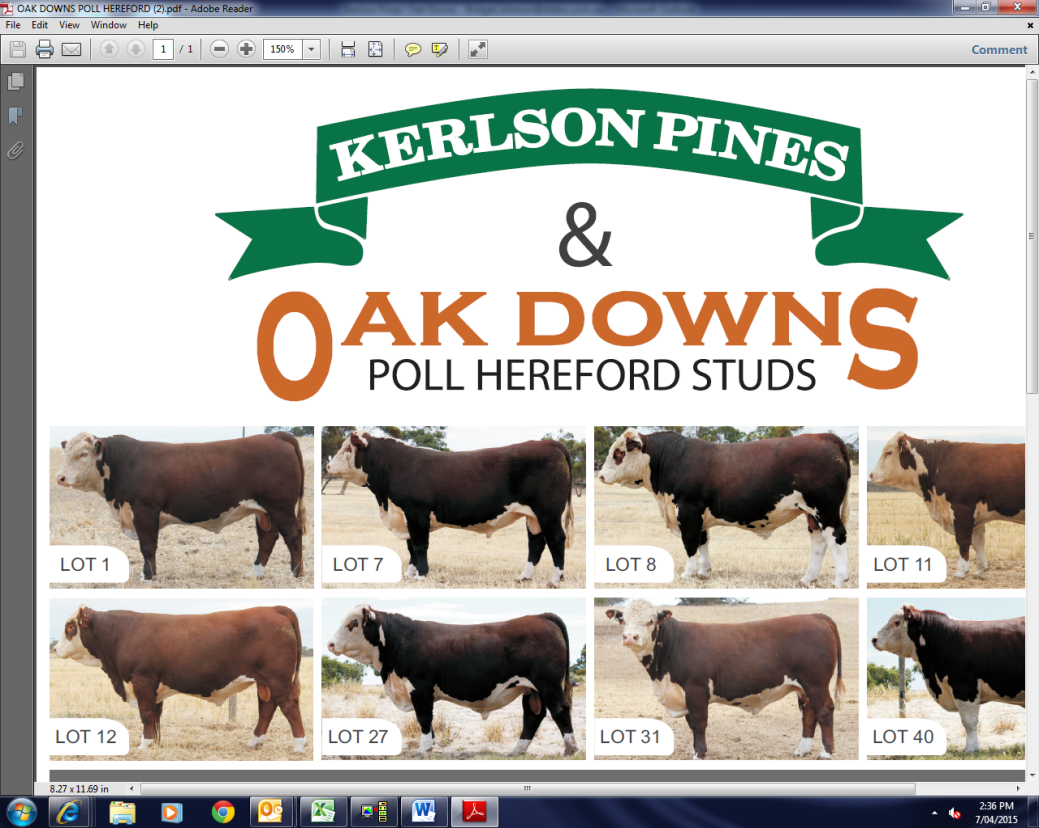 OAK DOWNS POLL HEREFORD (2).pdf - Adobe Reader
File Edit View Window Help
1 / 1 150% Comment
KERLSON PINES
&
OAK DOWNS
POLL HEREFORD STUDS
LOT 1 LOT 7 LOT 8 LOT 11
LOT 12 LOT 27 LOT 31 LOT 40
8.27 x 11.69 in
2:36 PM
7/04/2015